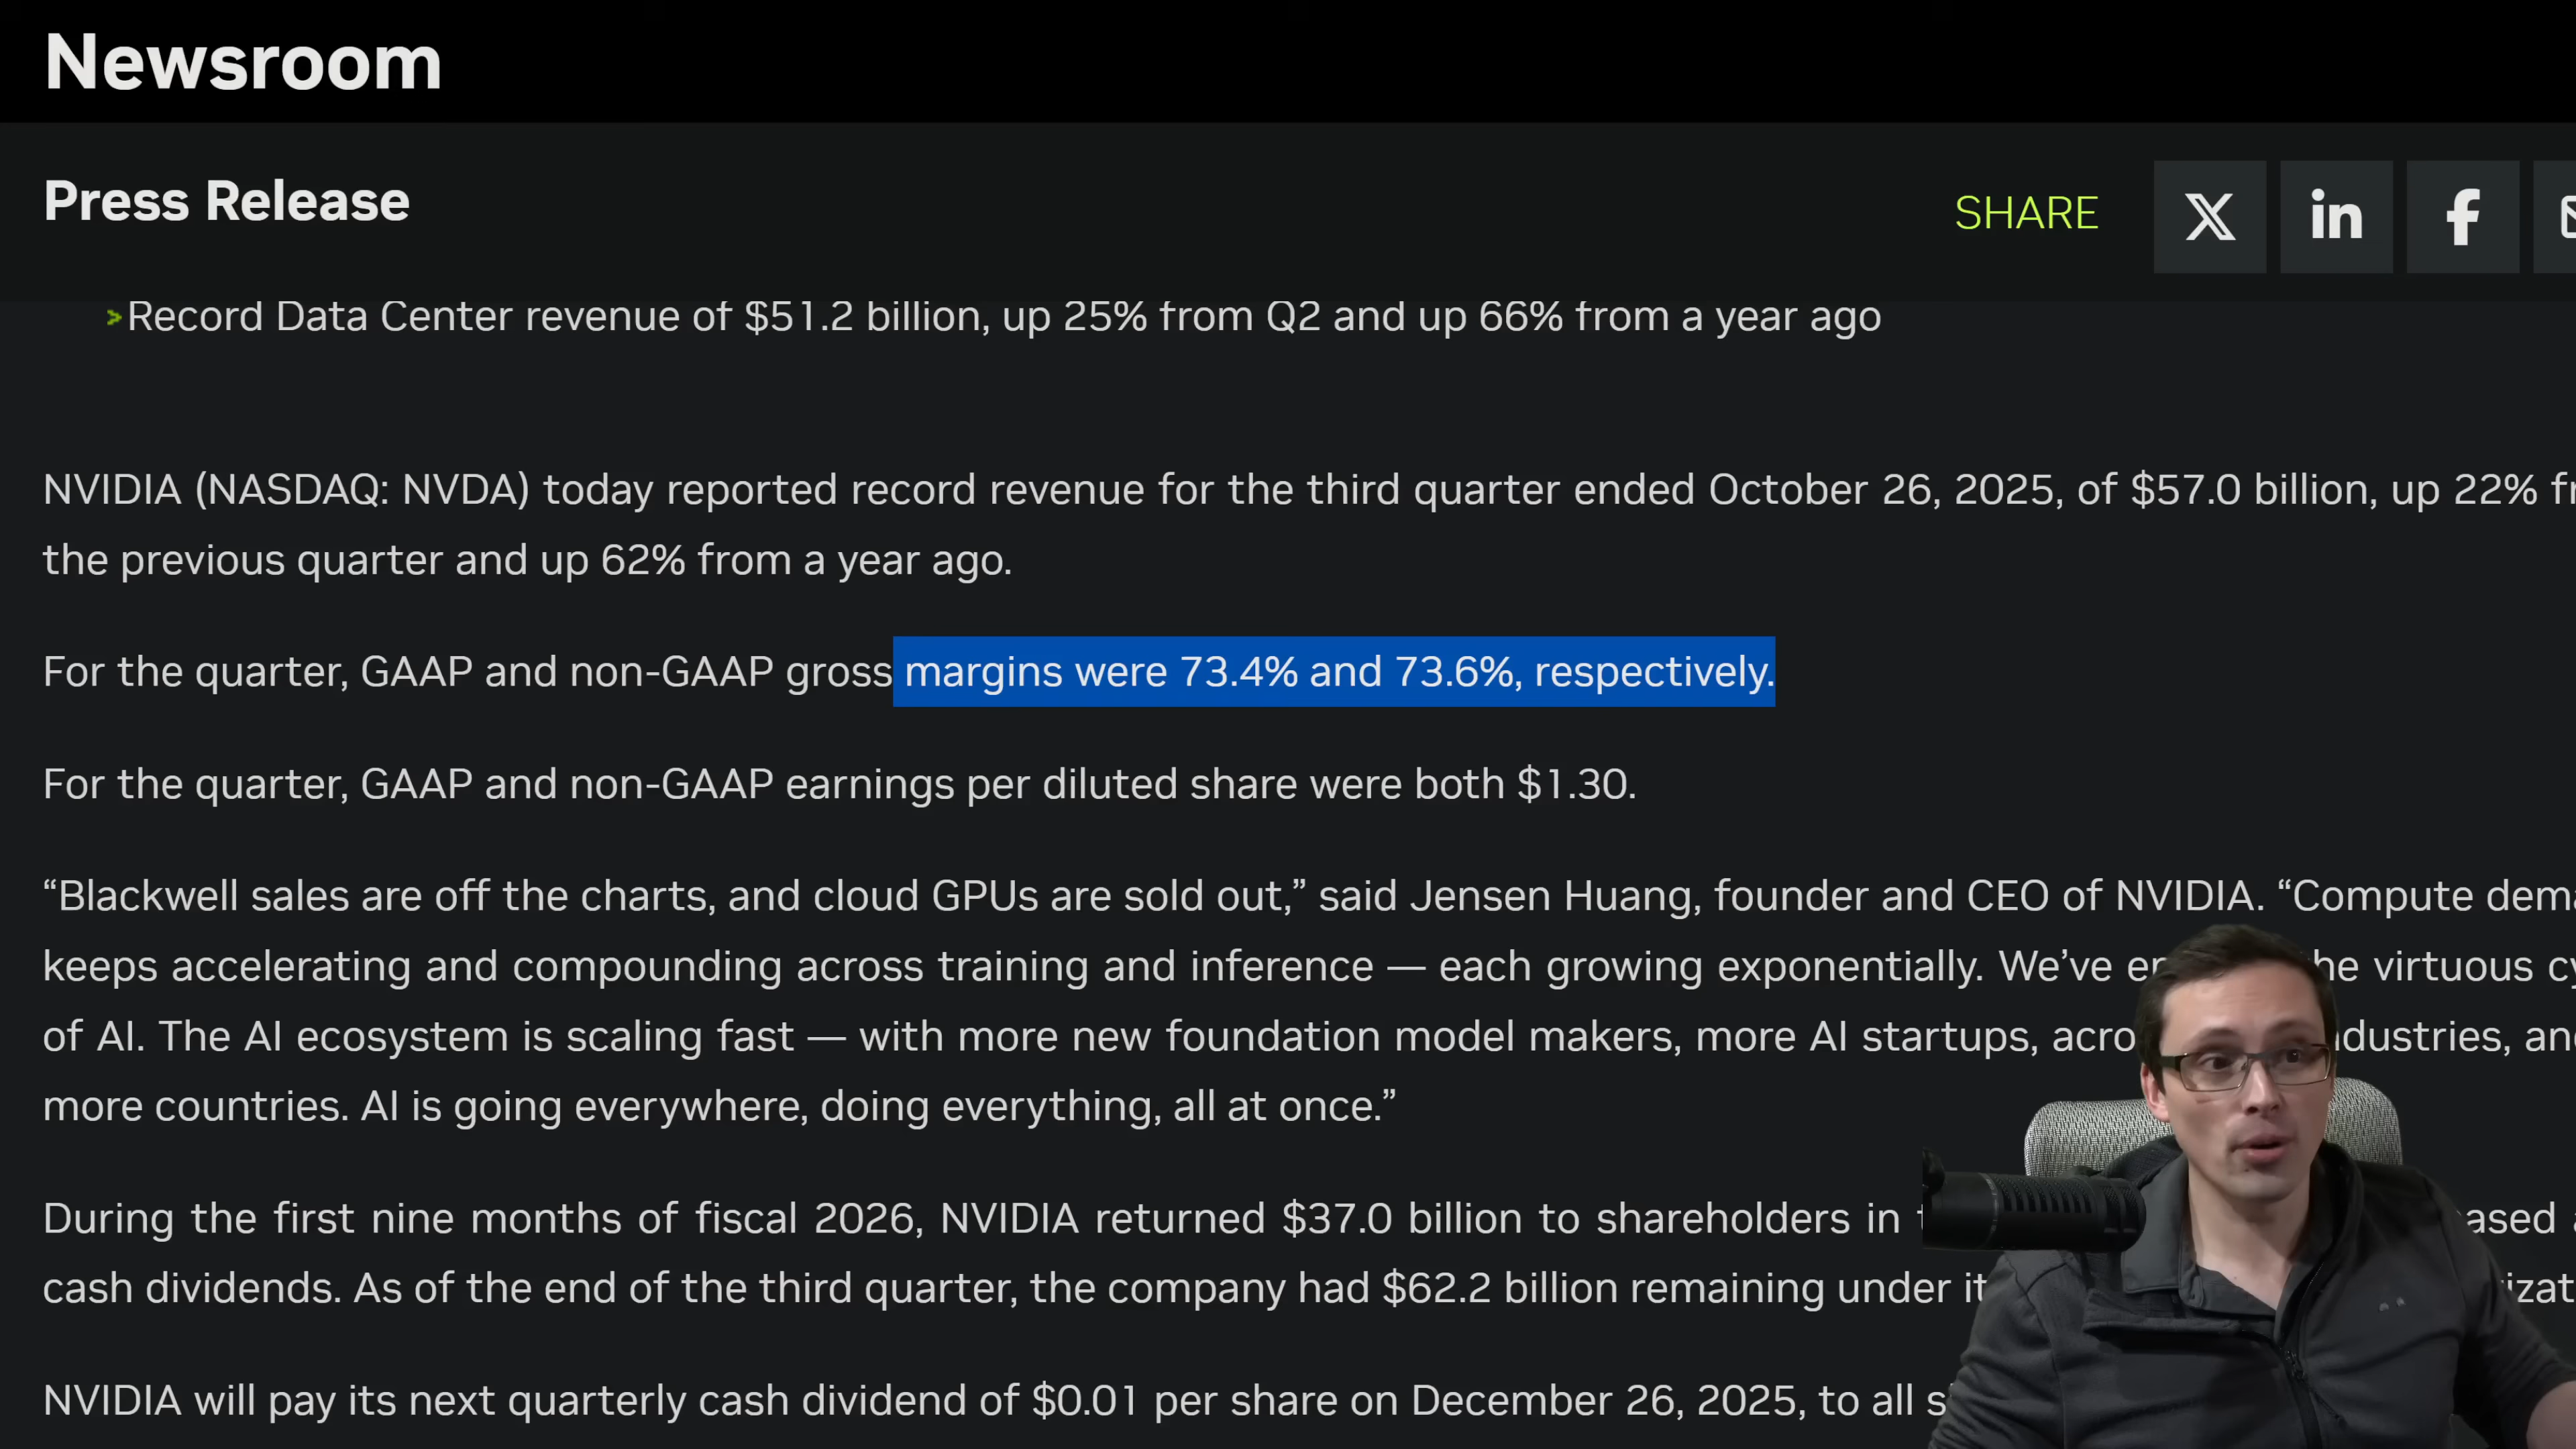 Newsroom
Press Release
SHARE
>Record Data Center revenue of $51.2 billion, up 25% from Q2 and up 66% from a year ago
NVIDIA (NASDAQ: NVDA) today reported record revenue for the third quarter ended October 26, 2025, of $57.0 billion, up 22%
the previous quarter and up 62% from a year ago.
For the quarter, GAAP and non-GAAP gross margins were 73.4% and 73.6%, respectively.
For the quarter, GAAP and non-GAAP earnings per diluted share were both $1.30.
“Blackwell sales are off the charts, and cloud GPUs are sold out,” said Jensen Huang, founder and CEO of NVIDIA. “Compute
keeps accelerating and compounding across training and inference — each growing exponentially. We’ve virtuous
of AI. The AI ecosystem is scaling fast — with more new foundation model makers, more AI startups,
more countries. AI is going everywhere, doing everything, all at once.”
During the first nine months of fiscal 2026, NVIDIA returned $37.0 billion to shareholders in
cash dividends. As of the end of the third quarter, the company had $62.2 billion remaining under
NVIDIA will pay its next quarterly cash dividend of $0.01 per share on December 26, 2025, to all